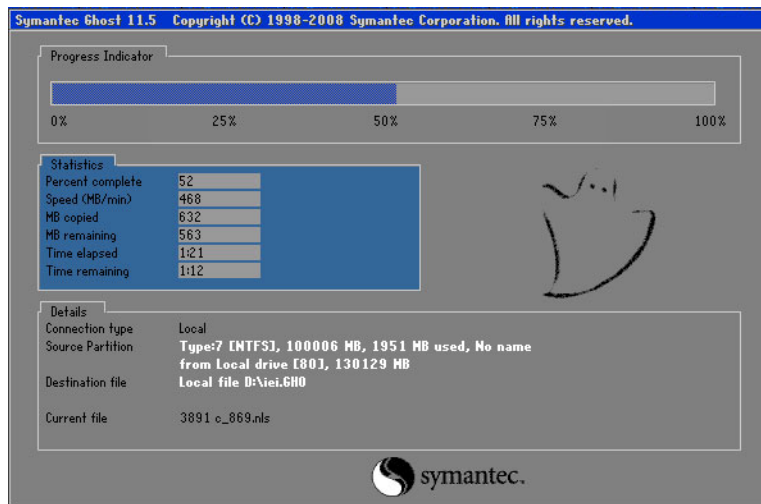 Symantec Ghost 11.5 Copyright (C) 1998-2008 Symantec Corporation. All rights reserved.
Progress Indicator
0% 25% 50% 75% 100%
Statistics
Percent complete 52
Speed (MB/min) 468
MB copied 632
MB remaining 563
Time elapsed 1:21
Time remaining 1:12
Details
Connection type Local
Source Partition Type:7 [NTFS], 100006 MB, 1951 MB used, No name
from Local drive [80], 130129 MB
Destination file Local file D:\iei.GHO
Current file 3891 c_869.nls
symantec.